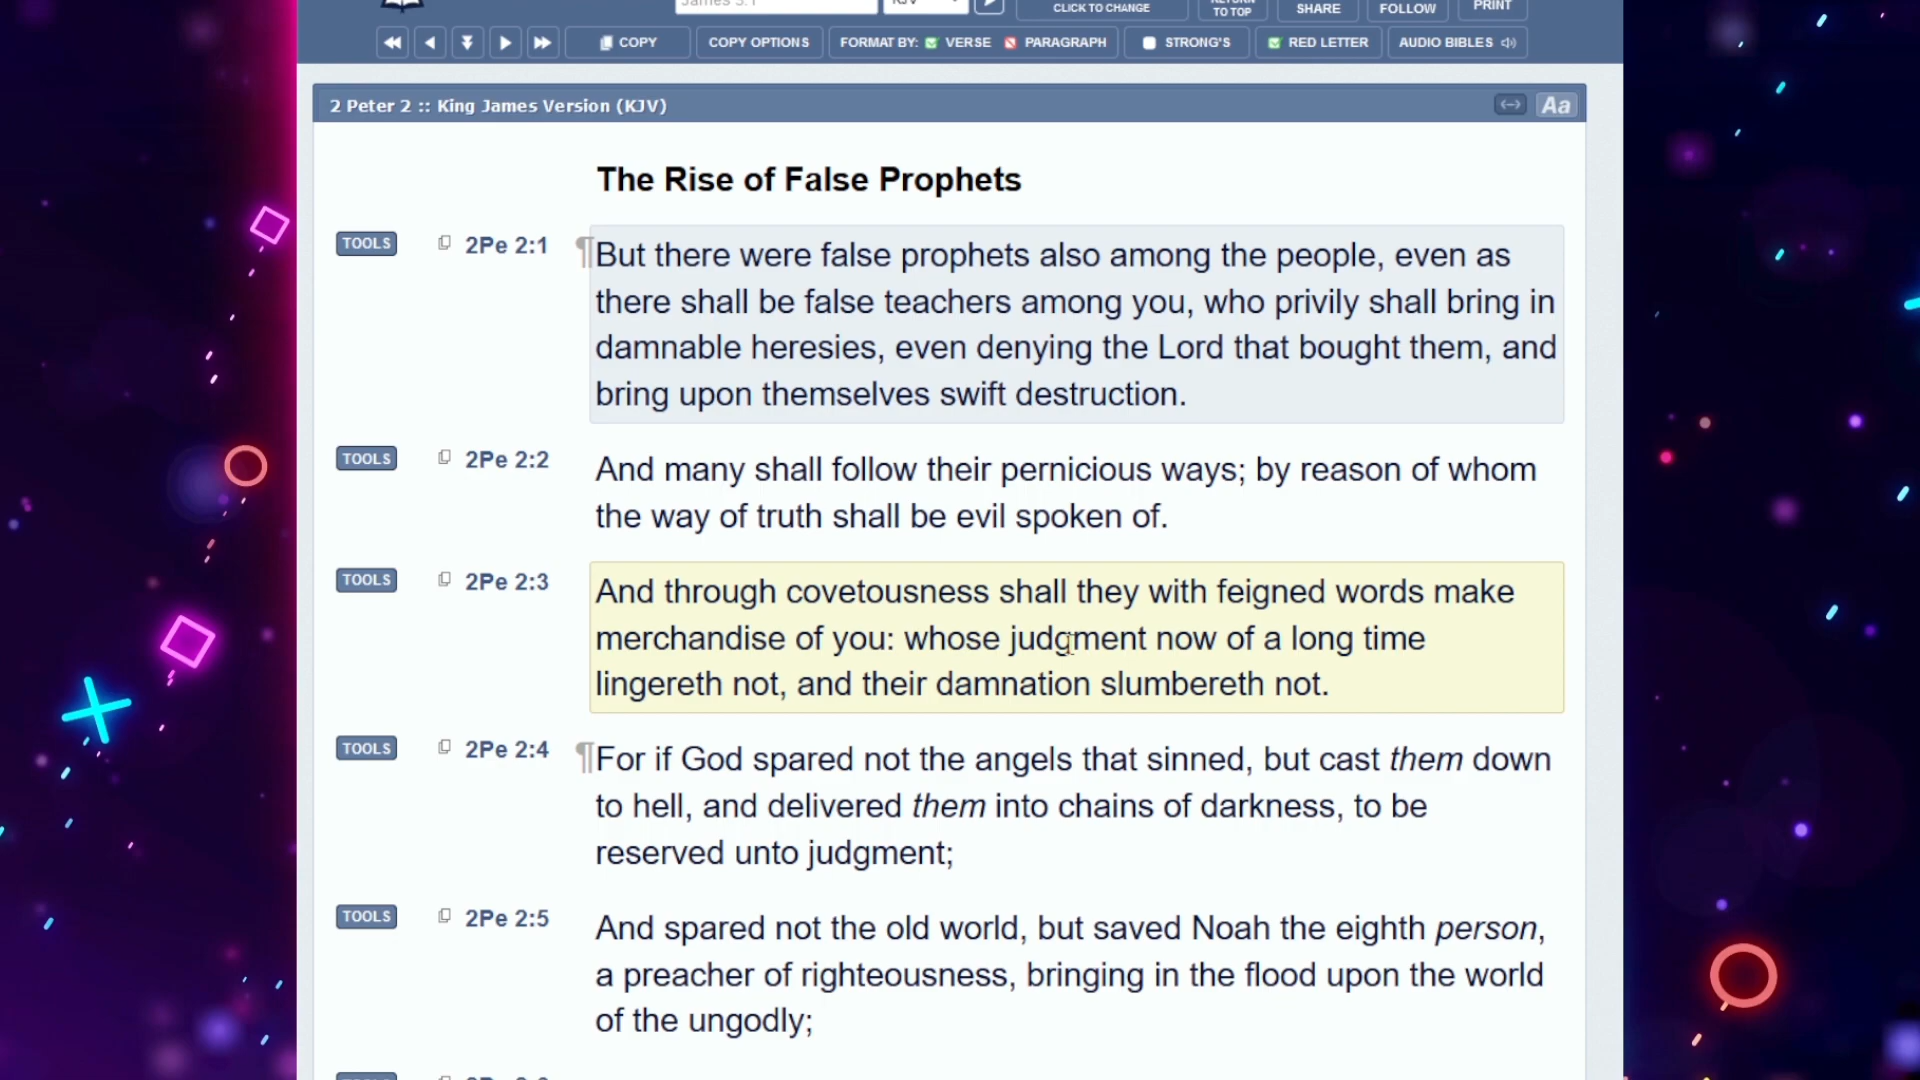 CLICK TO CHANGE
RETURN
TO TOP
SHARE
FOLLOW
PRINT
COPY
COPY OPTIONS
FORMAT BY: VERSE PARAGRAPH
STRONG'S
RED LETTER
AUDIO BIBLES
2 Peter 2 :: King James Version (KJV)
Aa
The Rise of False Prophets
TOOLS 2Pe 2:1 ¶But there were false prophets also among the people, even as
there shall be false teachers among you, who privily shall bring in
damnable heresies, even denying the Lord that bought them, and
bring upon themselves swift destruction.
TOOLS 2Pe 2:2 And many shall follow their pernicious ways; by reason of whom
the way of truth shall be evil spoken of.
TOOLS 2Pe 2:3 And through covetousness shall they with feigned words make
merchandise of you: whose judgment now of a long time
lingereth not, and their damnation slumbereth not.
TOOLS 2Pe 2:4 ¶For if God spared not the angels that sinned, but cast them down
to hell, and delivered them into chains of darkness, to be
reserved unto judgment;
TOOLS 2Pe 2:5 And spared not the old world, but saved Noah the eighth person,
a preacher of righteousness, bringing in the flood upon the world
of the ungodly;